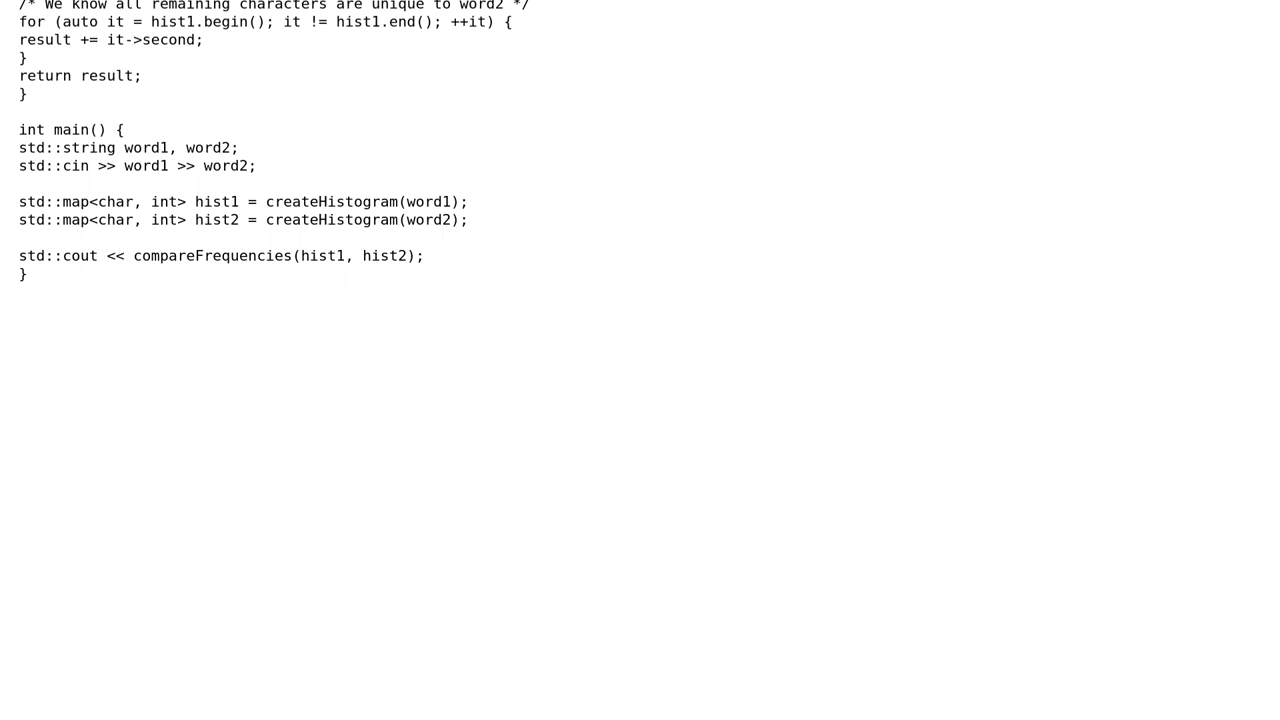 /* We know all remaining characters are unique to word2 */
for (auto it = hist1.begin(); it != hist1.end(); ++it) {
result += it->second;
}
return result;
}

int main() {
std::string word1, word2;
std::cin >> word1 >> word2;

std::map<char, int> hist1 = createHistogram(word1);
std::map<char, int> hist2 = createHistogram(word2);

std::cout << compareFrequencies(hist1, hist2);
}